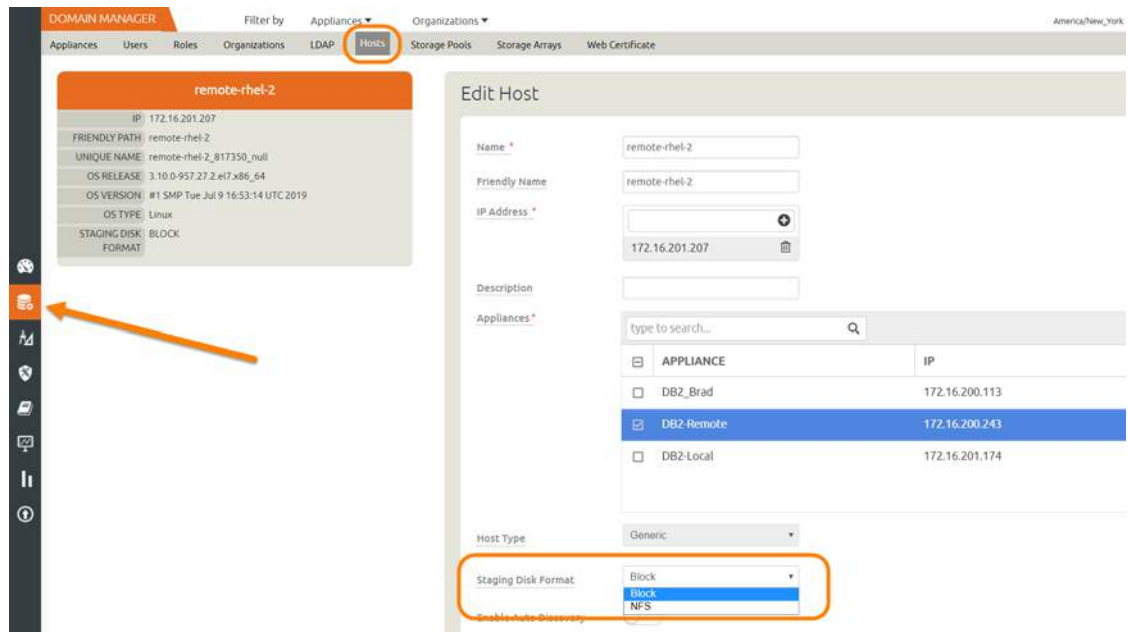 DOMAIN MANAGER Filter by Appliances Organizations America/New_York
Appliances Users Roles Organizations LDAP Hosts Storage Pools Storage Arrays Web Certificate
remote-rhel-2
IP 172.16.201.207
FRIENDLY PATH remote-rhel-2
UNIQUE NAME remote-rhel-2_817350_null
OS RELEASE 3.10.0-957.27.2.el7.x86_64
OS VERSION #1 SMP Tue Jul 9 16:53:14 UTC 2019
OS TYPE Linux
STAGING DISK FORMAT BLOCK
Edit Host
Name * remote-rhel-2
Friendly Name remote-rhel-2
IP Address *
172.16.201.207
Description
Appliances *
type to search...
APPLIANCE IP
DB2_Brad 172.16.200.113
DB2-Remote 172.16.200.243
DB2-Local 172.16.201.174
Host Type Generic
Staging Disk Format Block
Block
NFS
Enable Auto Discovery